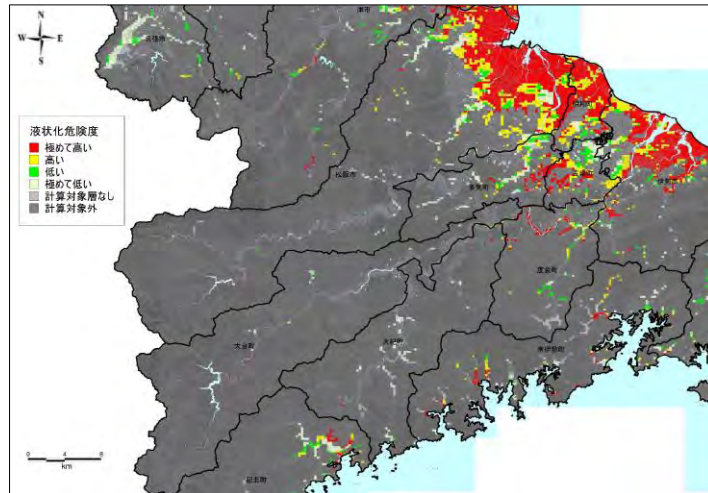 津市
N
W E
S
液状化危険度
極めて高い
高い
低い
極めて低い
計算対象層なし
計算対象外
松阪市
多気町
度会町
大台町
大紀町
南伊勢町
紀北町
0 4 8
km